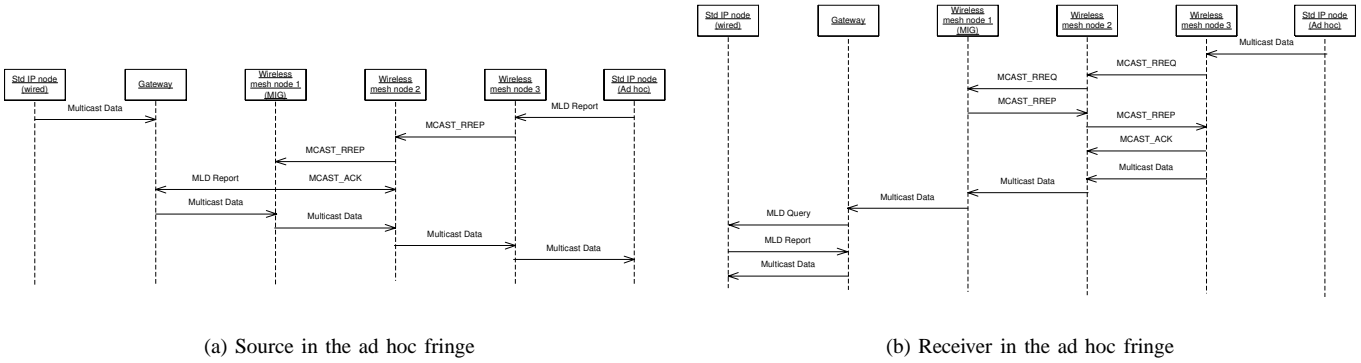 Std IP node
(wired)
Gateway
Wireless
mesh node 1
(MIG)
Wireless
mesh node 2
Wireless
mesh node 3
Std IP node
(Ad hoc)
Multicast Data
MLD Report
MCAST_RREP
MCAST_RREP
MLD Report
MCAST_ACK
Multicast Data
Multicast Data
Multicast Data
Multicast Data
(a) Source in the ad hoc fringe
Std IP node
(wired)
Gateway
Wireless
mesh node 1
(MIG)
Wireless
mesh node 2
Wireless
mesh node 3
Std IP node
(Ad hoc)
Multicast Data
MCAST_RREQ
MCAST_RREQ
MCAST_RREP
MCAST_RREP
MCAST_ACK
Multicast Data
Multicast Data
Multicast Data
MLD Query
MLD Report
Multicast Data
(b) Receiver in the ad hoc fringe